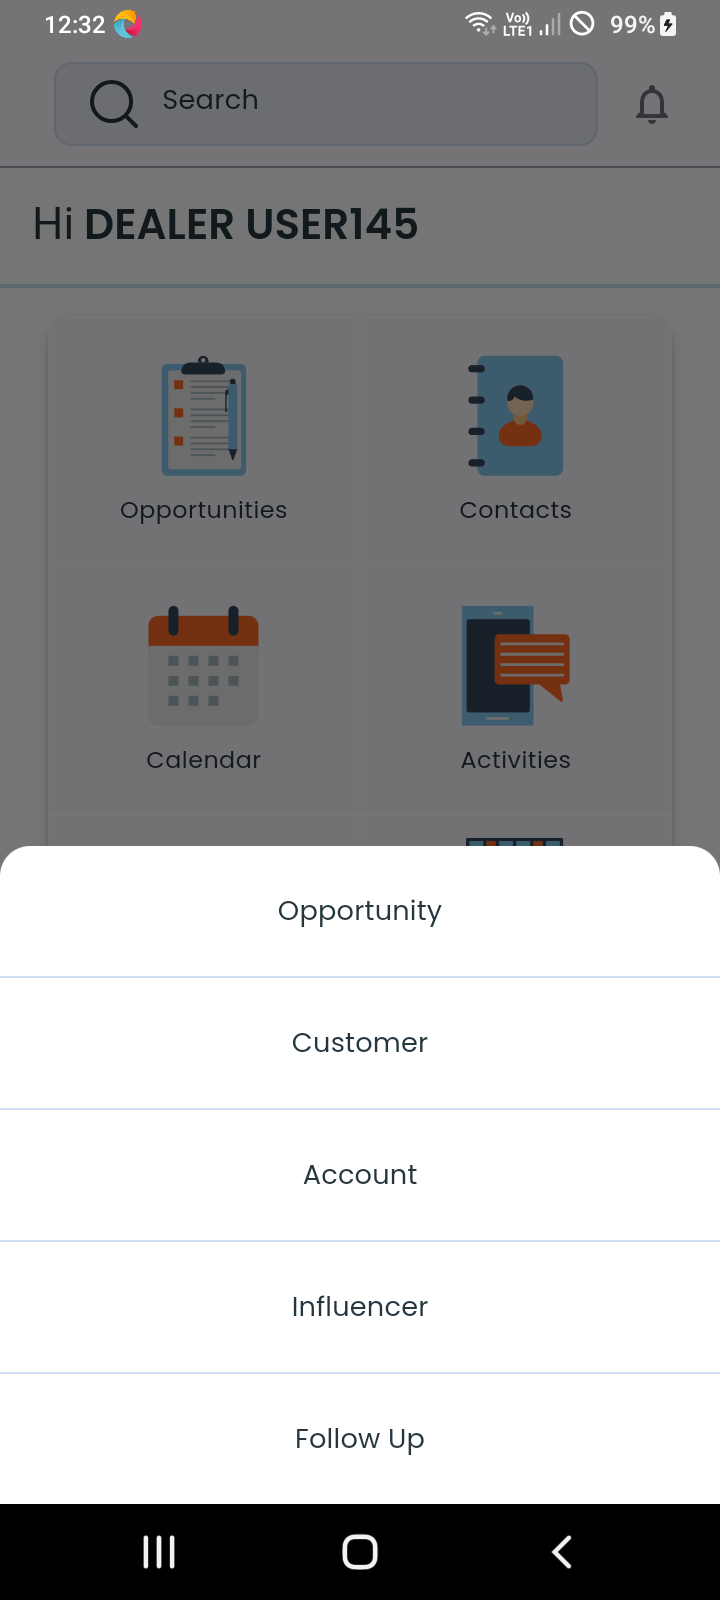 12:32
Vo)) LTE1 99%
Search
Hi DEALER USER145
Opportunities Contacts
Calendar Activities
Opportunity
Customer
Account
Influencer
Follow Up